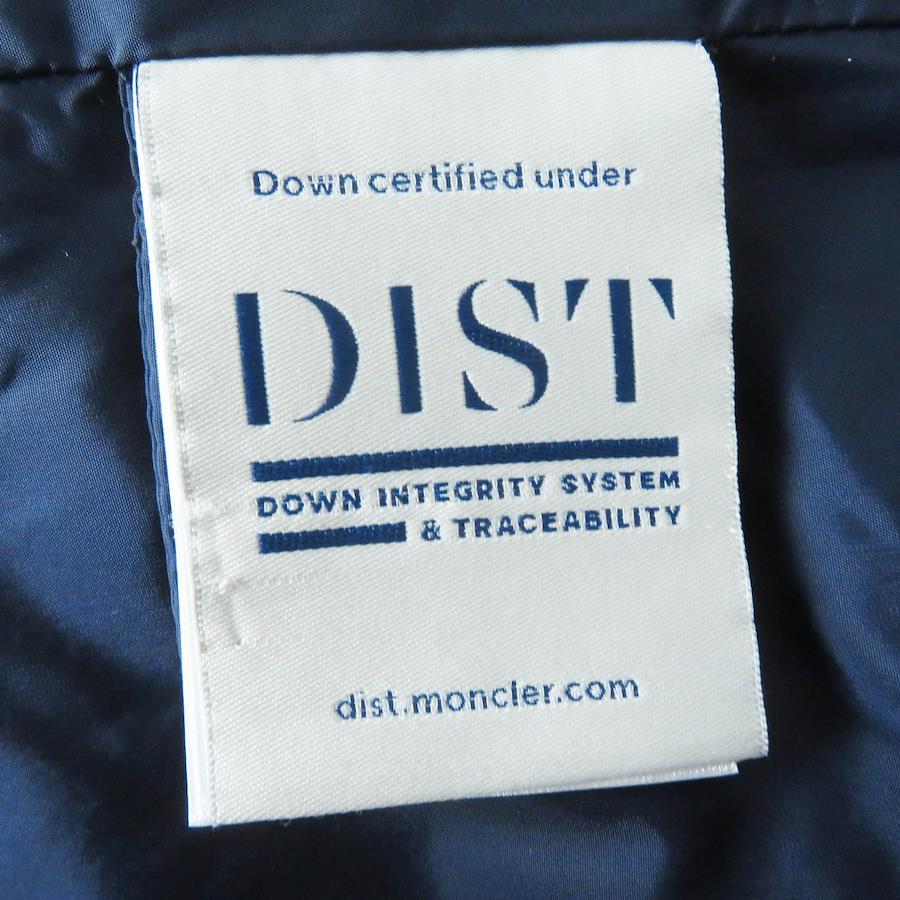 Down certified under
DIST
DOWN INTEGRITY SYSTEM
& TRACEABILITY
dist.moncler.com